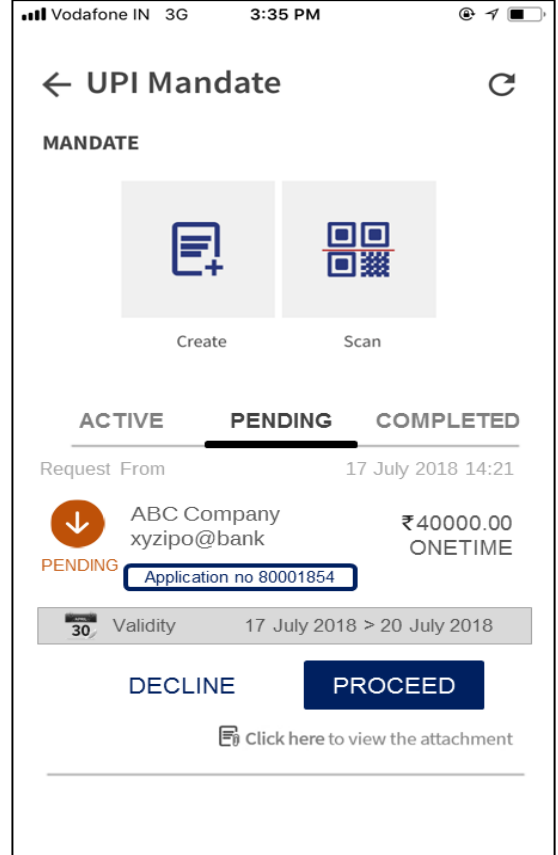 Vodafone IN 3G 3:35 PM
UPI Mandate
MANDATE
Create Scan
ACTIVE PENDING COMPLETED
Request From 17 July 2018 14:21
ABC Company ₹40000.00
xyzipo@bank ONETIME
PENDING
Application no 80001854
30 Validity 17 July 2018 > 20 July 2018
DECLINE PROCEED
Click here to view the attachment